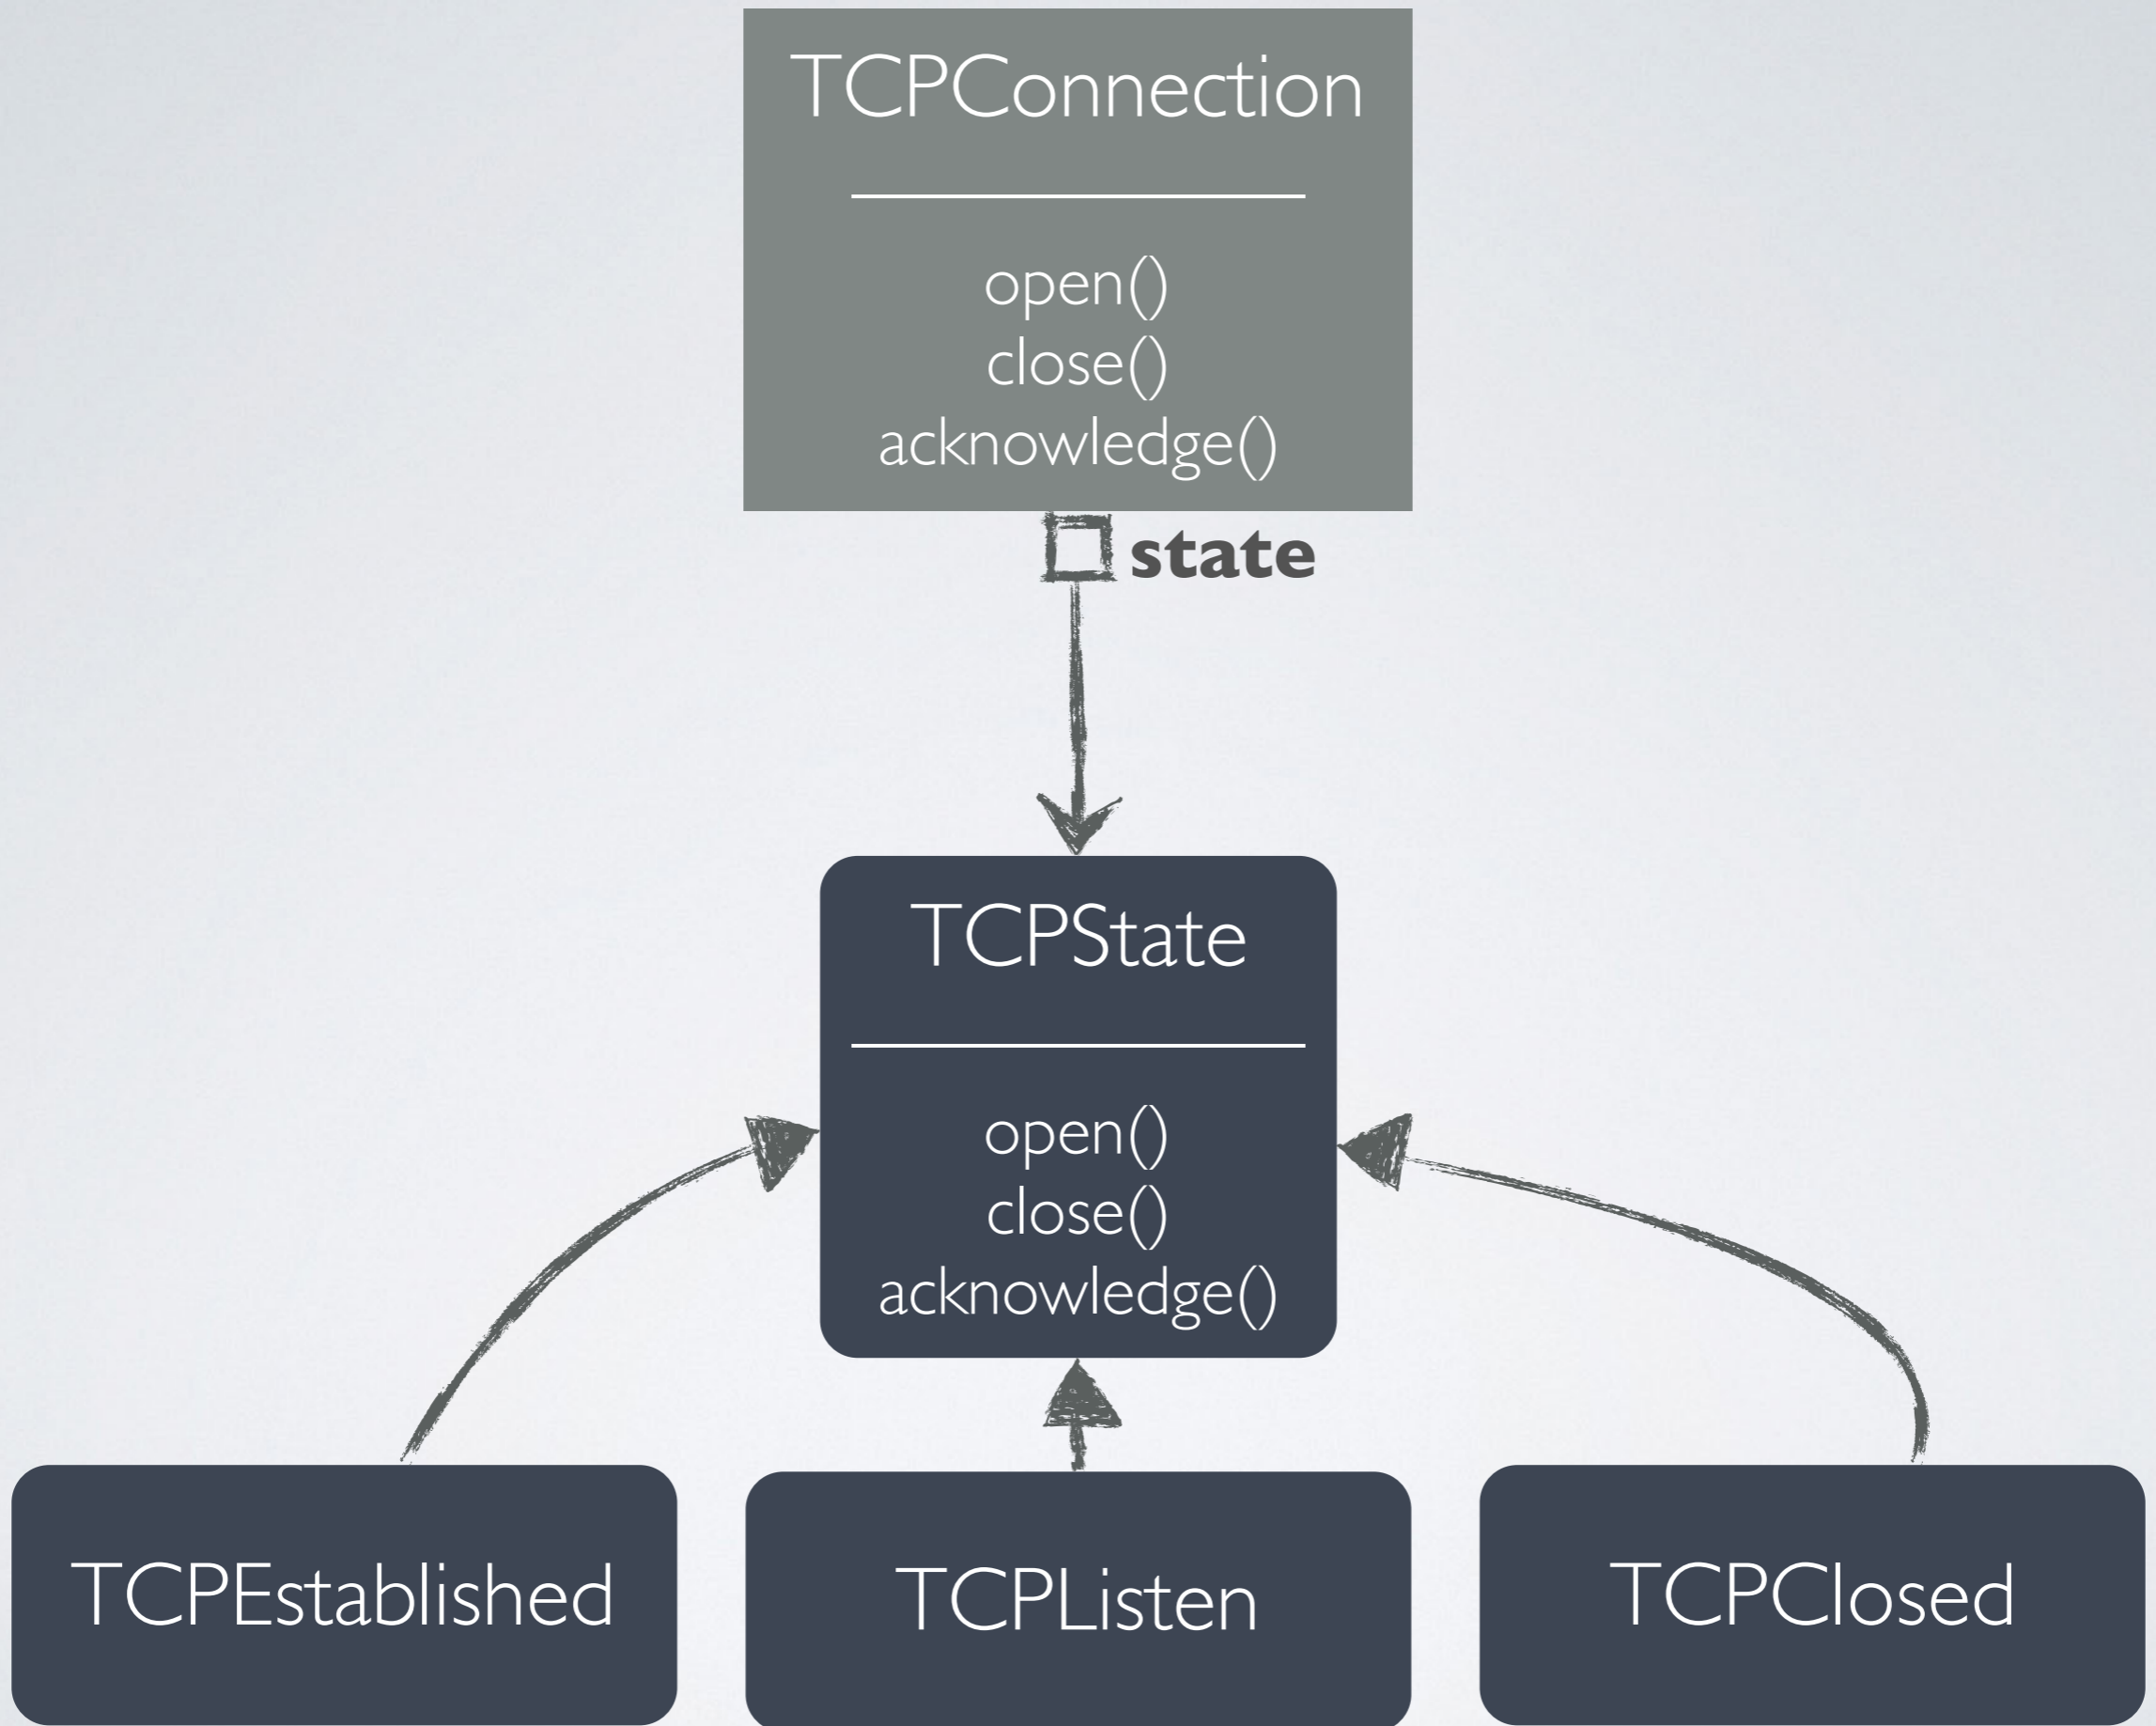 TCPConnection
open()
close()
acknowledge()
state
TCPState
open()
close()
acknowledge()
TCPEstablished
TCPListen
TCPClosed